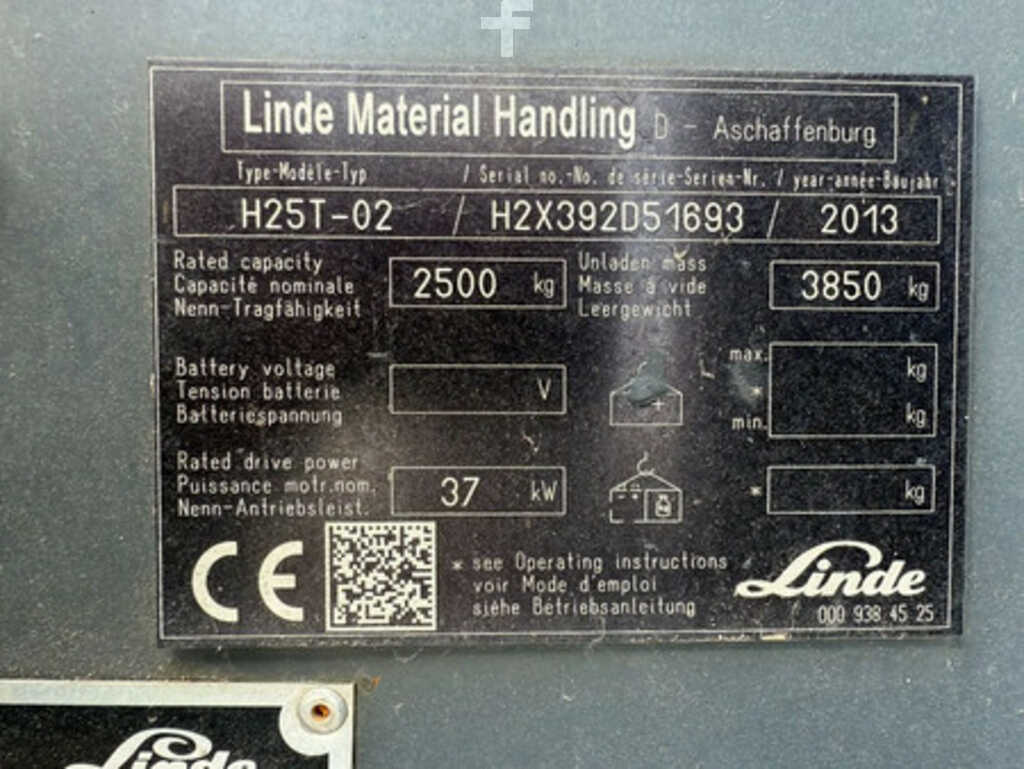 f
Linde Material Handling D - Aschaffenburg
Type-Modèle-Typ / Serial no.-No. de série-Serien-Nr. / year-année-Baujahr
H25T-02 / H2X392D51693 / 2013
Rated capacity
Capacité nominale 2500 kg
Nenn-Tragfähigkeit
Unladen mass
Masse à vide 3850 kg
Leergewicht
Battery voltage
Tension batterie V
Batteriespannung
max. kg
*
min. kg
Rated drive power
Puissance motr.nom. 37 kW
Nenn-Antriebsleist.
* kg
CE
* see Operating instructions
voir Mode d'emploi
siehe Betriebsanleitung
Linde
000 938 45 25
Linde